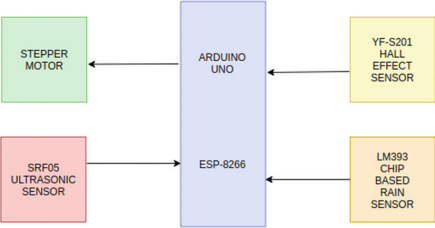 STEPPER
MOTOR
ARDUINO
UNO
YF-S201
HALL
EFFECT
SENSOR
SRF05
ULTRASONIC
SENSOR
ESP-8266
LM393
CHIP
BASED
RAIN
SENSOR